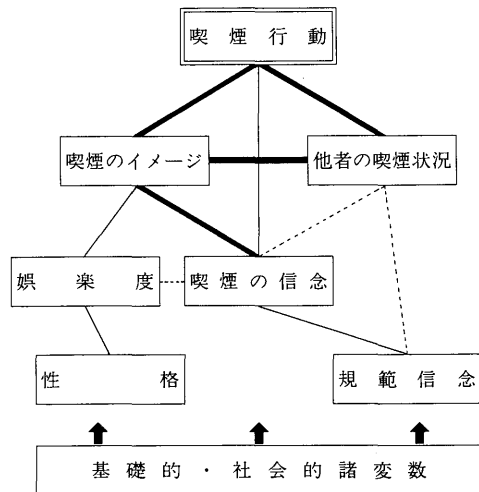 喫煙行動
喫煙のイメージ
他者の喫煙状況
娯楽度
喫煙の信念
性格
規範信念
基礎的・社会的諸変数